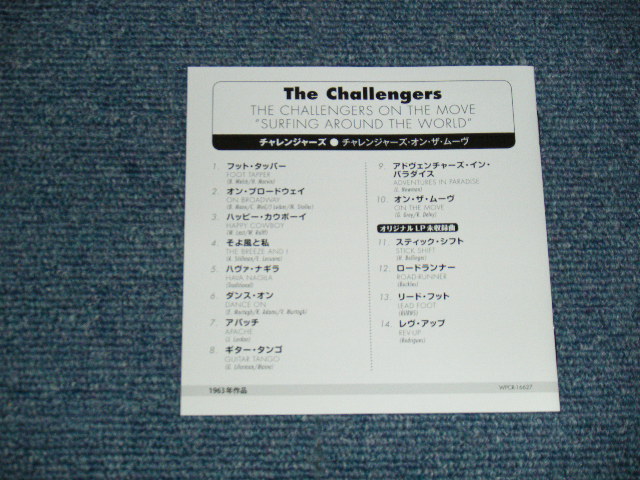 The Challengers
THE CHALLENGERS ON THE MOVE
"SURFING AROUND THE WORLD"
チャレンジャーズ ● チャレンジャーズ・オン・ザ・ムーヴ
1. フット・タッパー
FOOT TAPPER
2. オン・ブロードウェイ
ON BROADWAY
3. ハッピー・カウボーイ
HAPPY COWBOY
4. そよ風と私
THE BREEZE AND I
5. ハヴァ・ナギラ
HAVA NAGILA
(Traditional)
6. ダンス・オン
DANCE ON
7. アパッチ
APACHE
8. ギター・タンゴ
GUITAR TANGO
9. アドヴェンチャーズ・イン・
パラダイス
ADVENTURES IN PARADISE
10. オン・ザ・ムーヴ
ON THE MOVE
オリジナルLP未収録曲
11. スティック・シフト
STICK SHIFT
12. ロードランナー
ROAD-RUNNER
13. リード・フット
LEAD FOOT
14. レヴ・アップ
REV-UP
(Rodriguez)
1963年作品